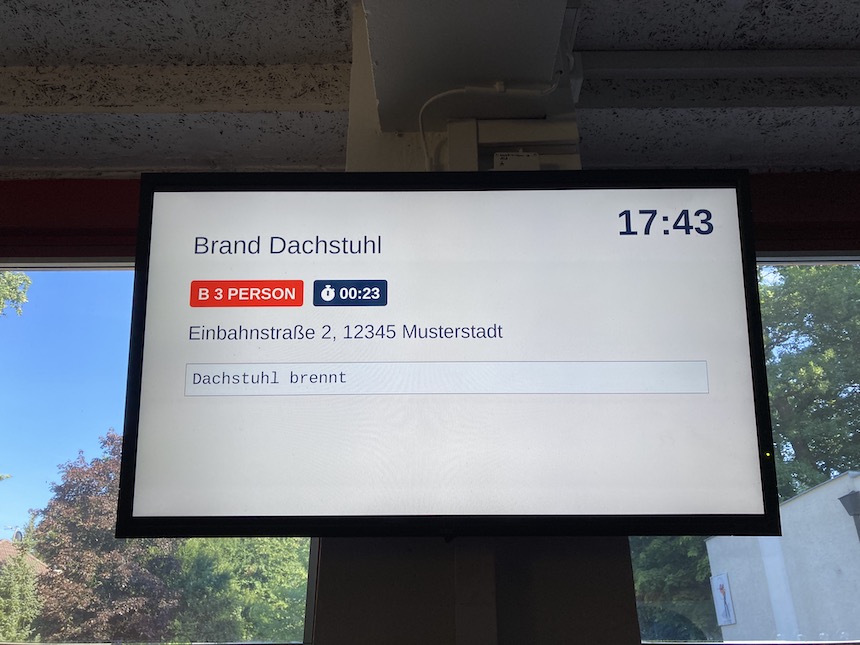 17:43
Brand Dachstuhl
B 3 PERSON 00:23
Einbahnstraße 2, 12345 Musterstadt
Dachstuhl brennt